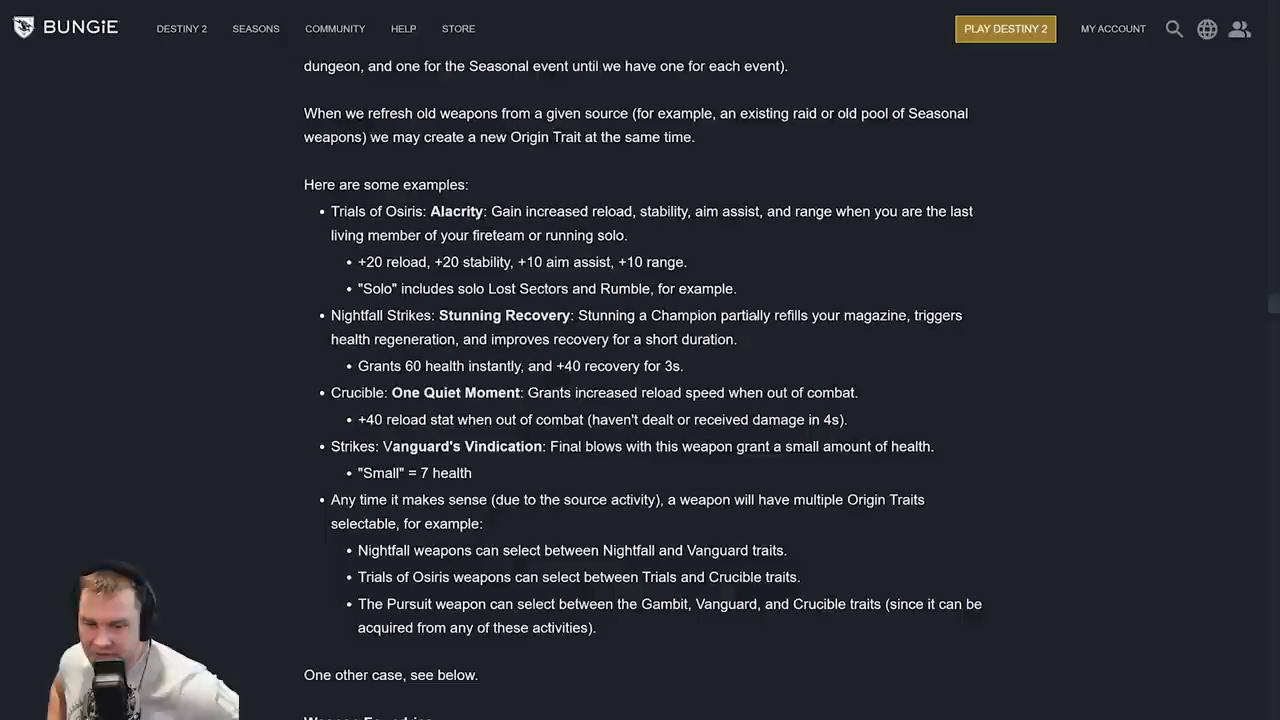 BUNGiE DESTINY 2 SEASONS COMMUNITY HELP STORE PLAY DESTINY 2 MY ACCOUNT
dungeon, and one for the Seasonal event until we have one for each event).
When we refresh old weapons from a given source (for example, an existing raid or old pool of Seasonal
weapons) we may create a new Origin Trait at the same time.
Here are some examples:
• Trials of Osiris: Alacrity: Gain increased reload, stability, aim assist, and range when you are the last
living member of your fireteam or running solo.
• +20 reload, +20 stability, +10 aim assist, +10 range.
• "Solo" includes solo Lost Sectors and Rumble, for example.
• Nightfall Strikes: Stunning Recovery: Stunning a Champion partially refills your magazine, triggers
health regeneration, and improves recovery for a short duration.
• Grants 60 health instantly, and +40 recovery for 3s.
• Crucible: One Quiet Moment: Grants increased reload speed when out of combat.
• +40 reload stat when out of combat (haven't dealt or received damage in 4s).
• Strikes: Vanguard's Vindication: Final blows with this weapon grant a small amount of health.
• "Small" = 7 health
• Any time it makes sense (due to the source activity), a weapon will have multiple Origin Traits
selectable, for example:
• Nightfall weapons can select between Nightfall and Vanguard traits.
• Trials of Osiris weapons can select between Trials and Crucible traits.
• The Pursuit weapon can select between the Gambit, Vanguard, and Crucible traits (since it can be
acquired from any of these activities).
One other case, see below.
Weapon Foundries